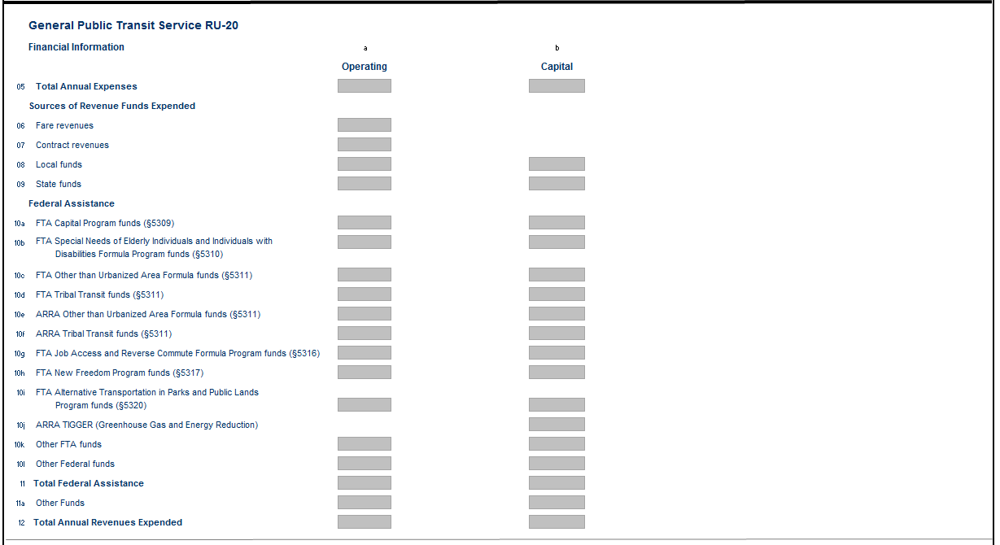 General Public Transit Service RU-20
Financial Information
a b
Operating Capital
05 Total Annual Expenses
Sources of Revenue Funds Expended
06 Fare revenues
07 Contract revenues
08 Local funds
09 State funds
Federal Assistance
10a FTA Capital Program funds (§5309)
10b FTA Special Needs of Elderly Individuals and Individuals with
Disabilities Formula Program funds (§5310)
10c FTA Other than Urbanized Area Formula funds (§5311)
10d FTA Tribal Transit funds (§5311)
10e ARRA Other than Urbanized Area Formula funds (§5311)
10f ARRA Tribal Transit funds (§5311)
10g FTA Job Access and Reverse Commute Formula Program funds (§5316)
10h FTA New Freedom Program funds (§5317)
10i FTA Alternative Transportation in Parks and Public Lands
Program funds (§5320)
10j ARRA TIGGER (Greenhouse Gas and Energy Reduction)
10k Other FTA funds
10l Other Federal funds
11 Total Federal Assistance
11a Other Funds
12 Total Annual Revenues Expended